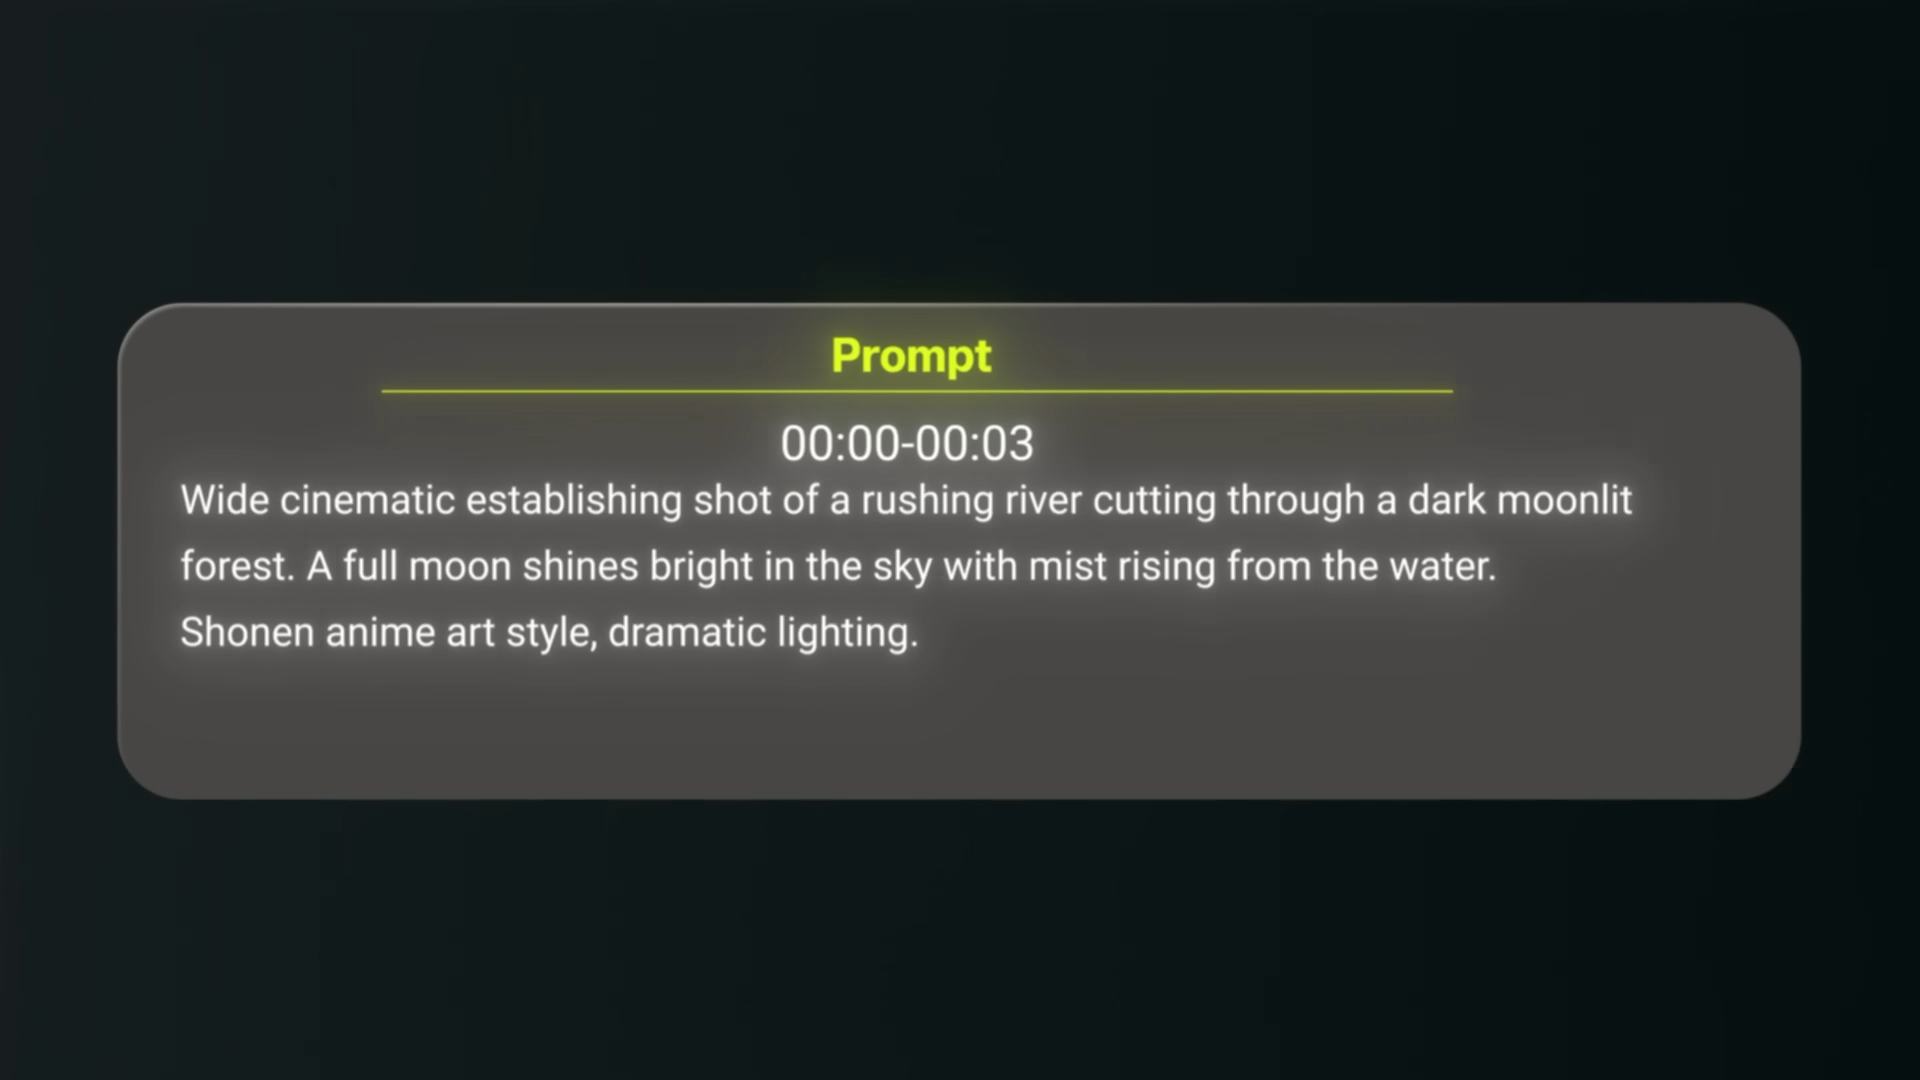 Prompt
00:00-00:03
Wide cinematic establishing shot of a rushing river cutting through a dark moonlit
forest. A full moon shines bright in the sky with mist rising from the water.
Shonen anime art style, dramatic lighting.